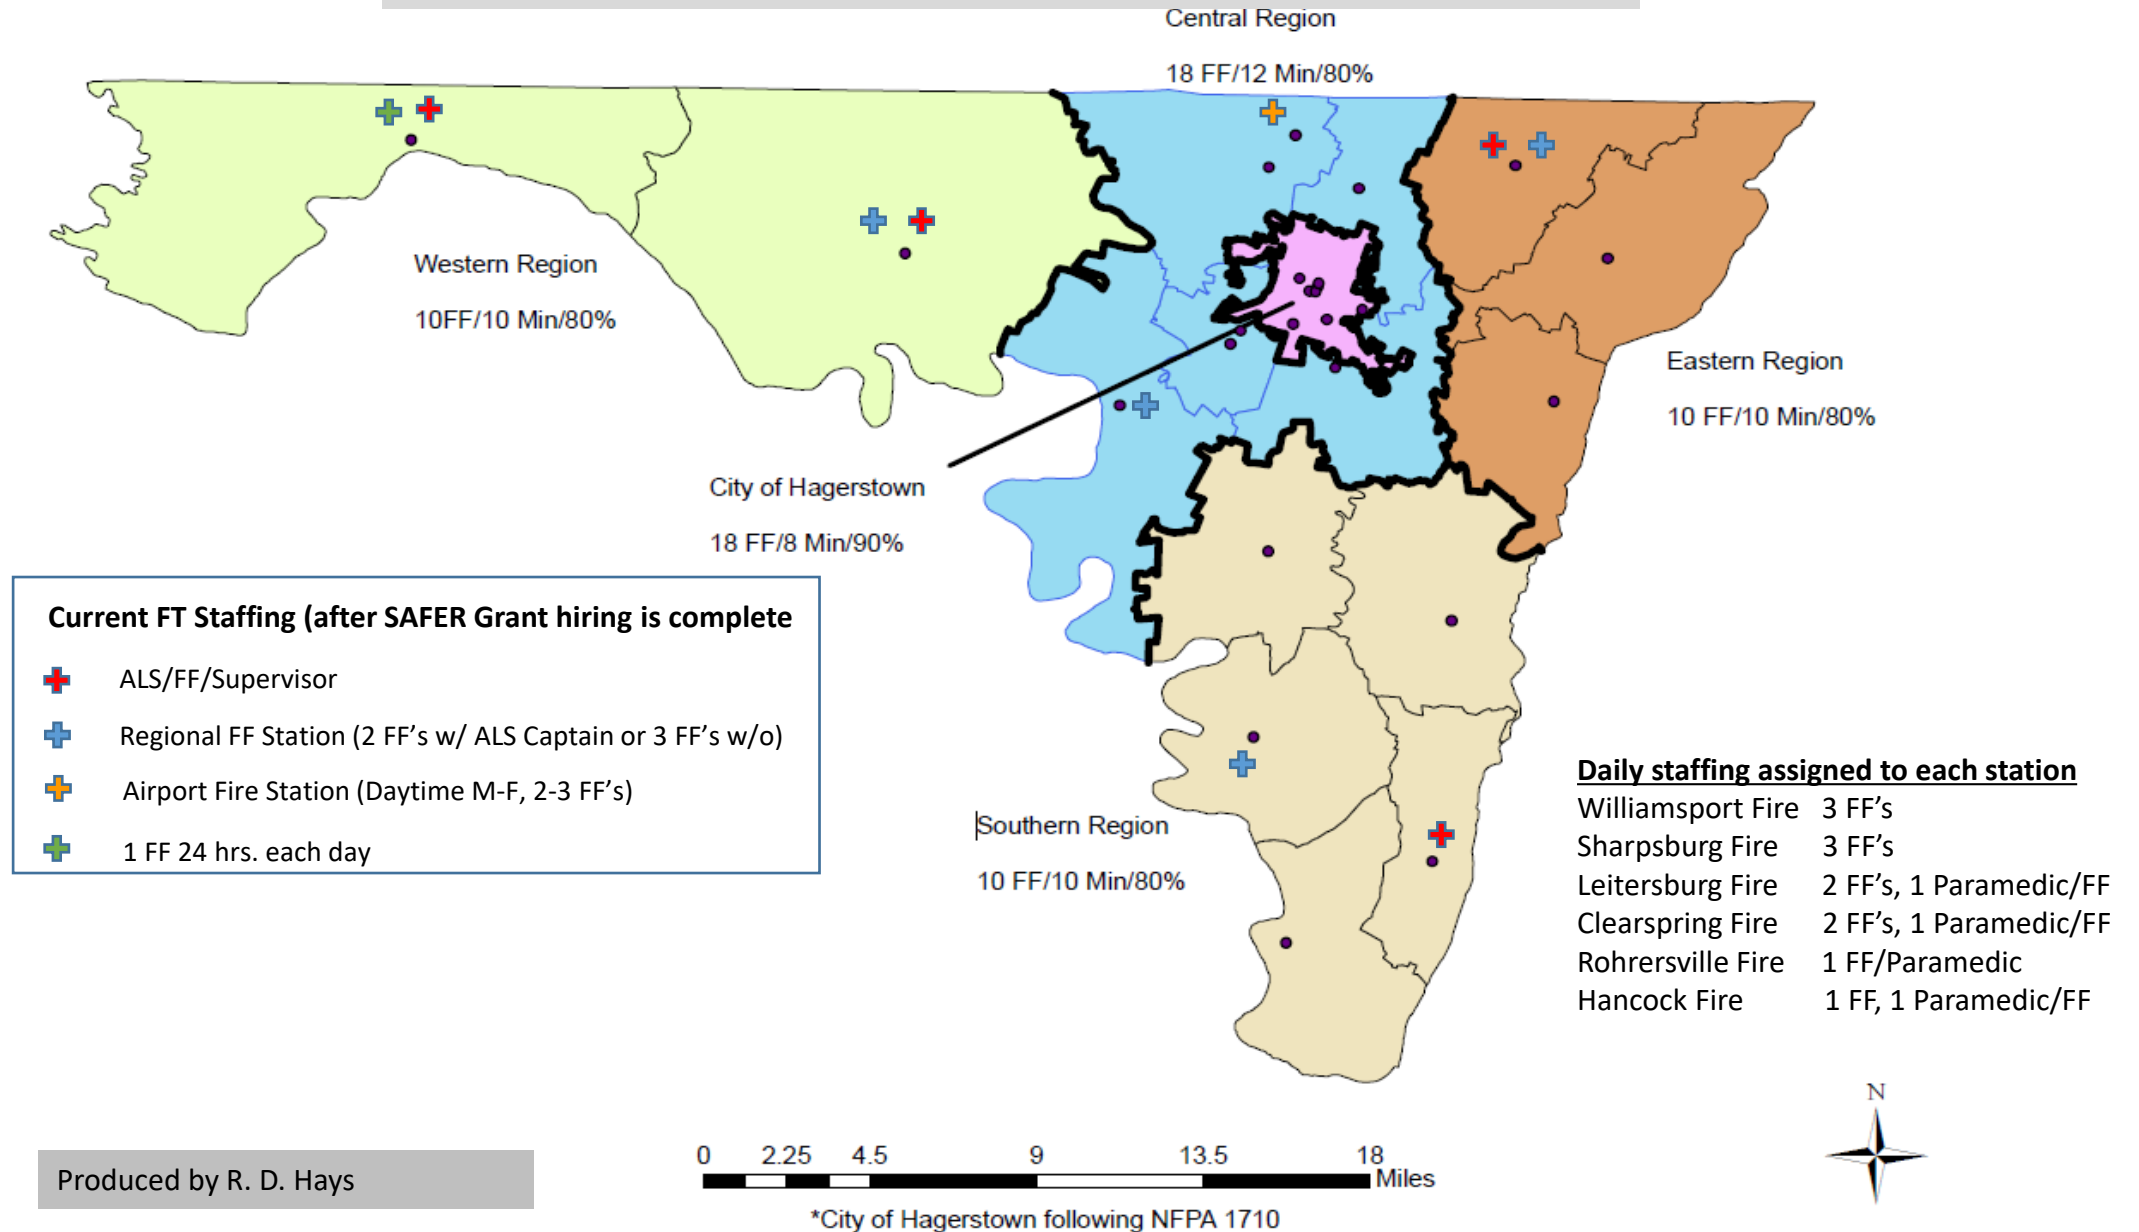 Central Region
18 FF/12 Min/80%
Western Region
10FF/10 Min/80%
Eastern Region
10 FF/10 Min/80%
City of Hagerstown
18 FF/8 Min/90%
Current FT Staffing (after SAFER Grant hiring is complete
ALS/FF/Supervisor
Regional FF Station (2 FF’s w/ ALS Captain or 3 FF’s w/o)
Airport Fire Station (Daytime M-F, 2-3 FF’s)
1 FF 24 hrs. each day
Southern Region
10 FF/10 Min/80%
Daily staffing assigned to each station
Williamsport Fire 3 FF’s
Sharpsburg Fire 3 FF’s
Leitersburg Fire 2 FF’s, 1 Paramedic/FF
Clearspring Fire 2 FF’s, 1 Paramedic/FF
Rohrersville Fire 1 FF/Paramedic
Hancock Fire 1 FF, 1 Paramedic/FF
N
Produced by R. D. Hays
0 2.25 4.5 9 13.5 18
Miles
*City of Hagerstown following NFPA 1710